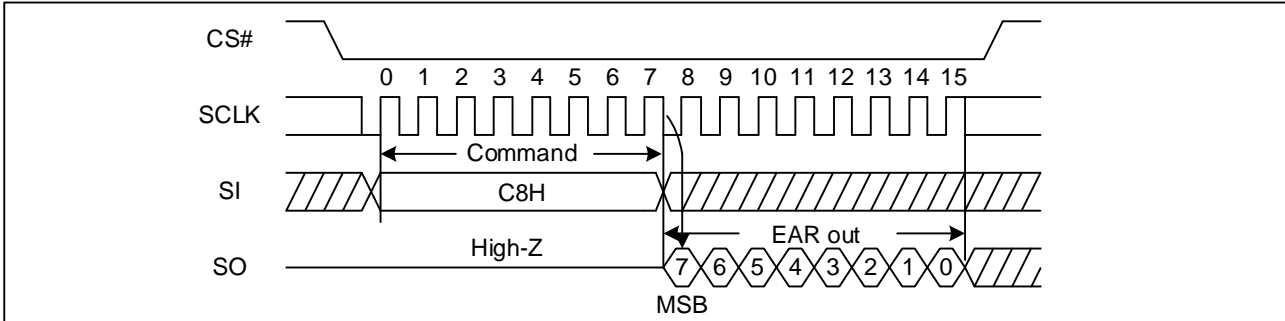 CS#
0 1 2 3 4 5 6 7 8 9 10 11 12 13 14 15
SCLK
Command
SI
C8H
EAR out
High-Z
SO
7 6 5 4 3 2 1 0
MSB